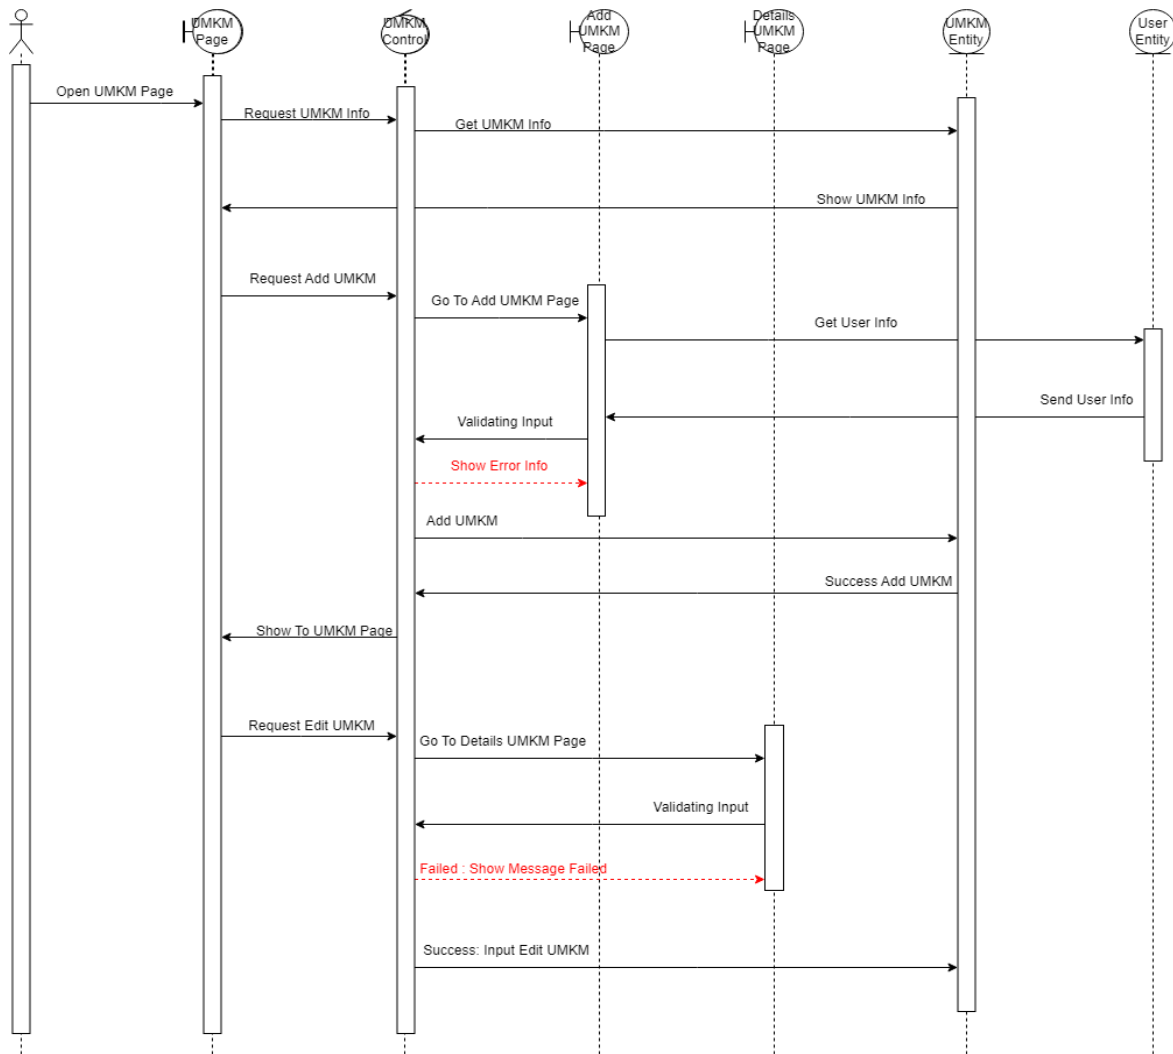 UMKM
Page
UMKM
Control
Add
UMKM
Page
Details
UMKM
Page
UMKM
Entity
User
Entity
Open UMKM Page
Request UMKM Info
Get UMKM Info
Show UMKM Info
Request Add UMKM
Go To Add UMKM Page
Get User Info
Send User Info
Validating Input
Show Error Info
Add UMKM
Success Add UMKM
Show To UMKM Page
Request Edit UMKM
Go To Details UMKM Page
Validating Input
Failed : Show Message Failed
Success: Input Edit UMKM